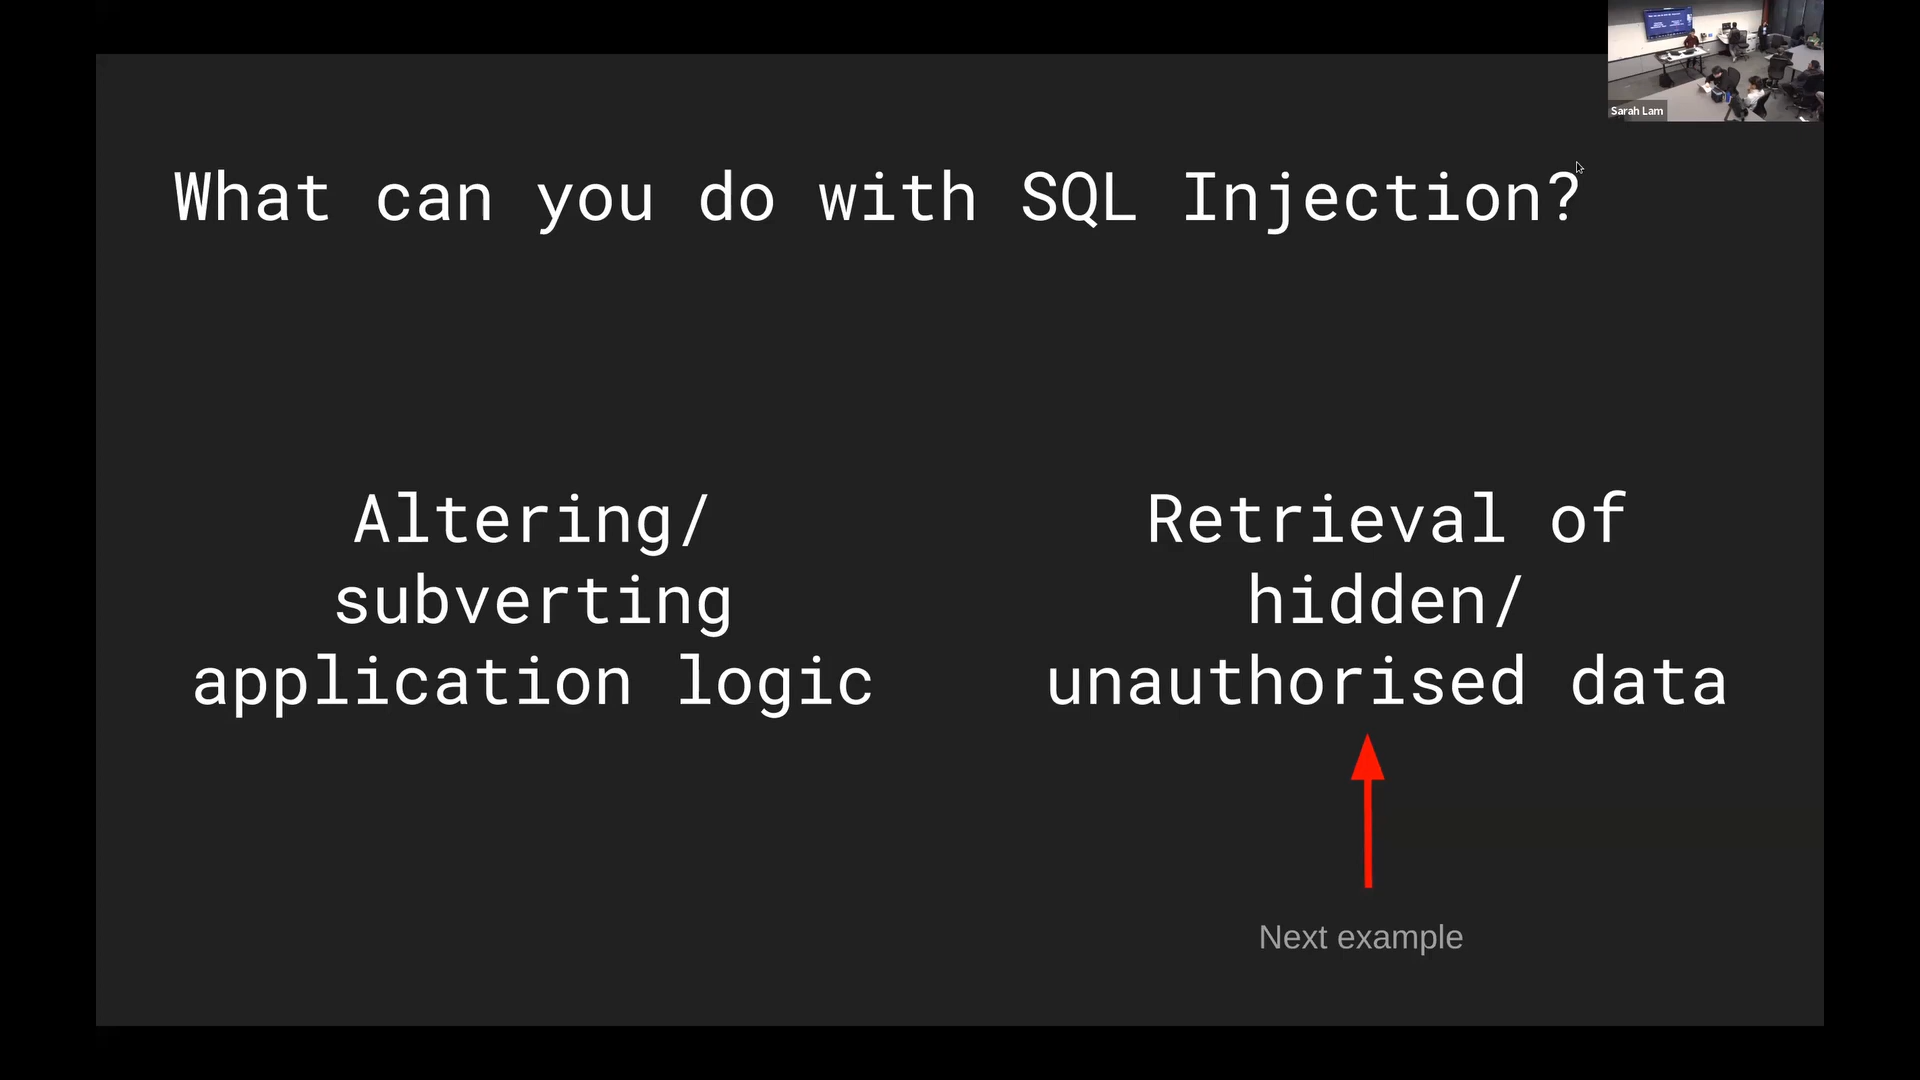 What can you do with SQL Injection?
Sarah Lam
Altering/
subverting
application logic
Retrieval of
hidden/
unauthorised data
Next example